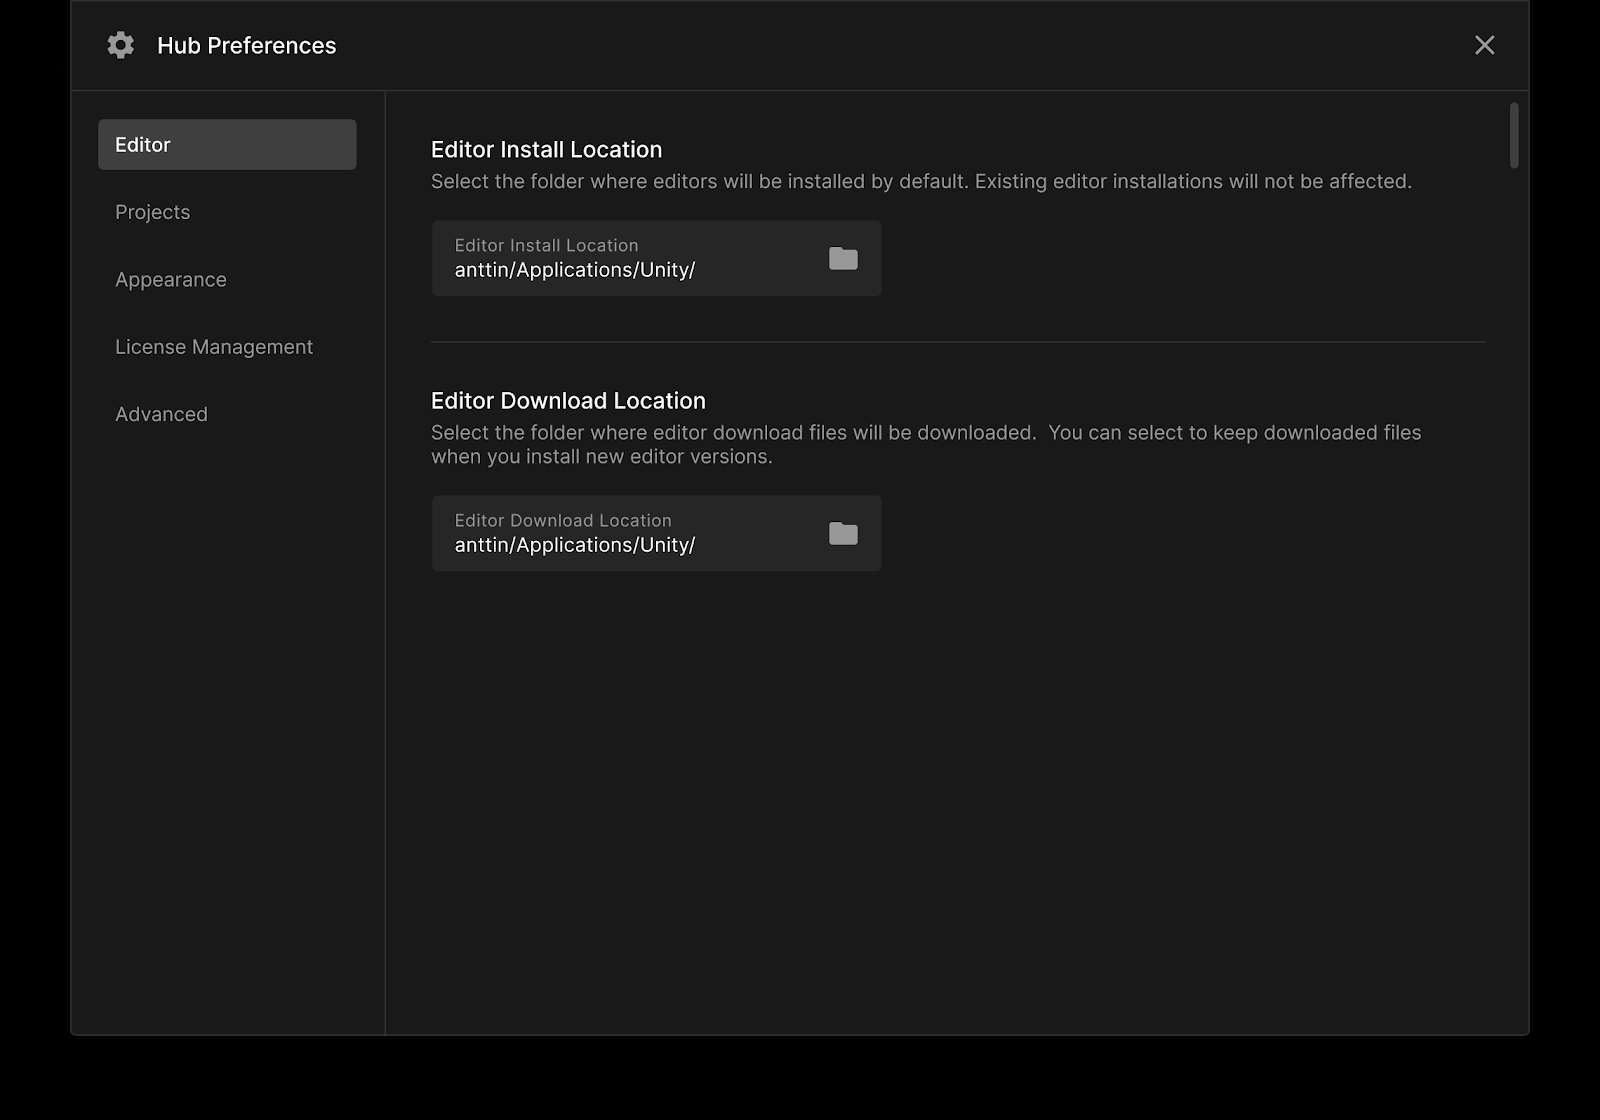 Hub Preferences
Editor
Projects
Appearance
License Management
Advanced
Editor Install Location
Select the folder where editors will be installed by default. Existing editor installations will not be affected.
Editor Install Location
anttin/Applications/Unity/
Editor Download Location
Select the folder where editor download files will be downloaded.  You can select to keep downloaded files
when you install new editor versions.
Editor Download Location
anttin/Applications/Unity/